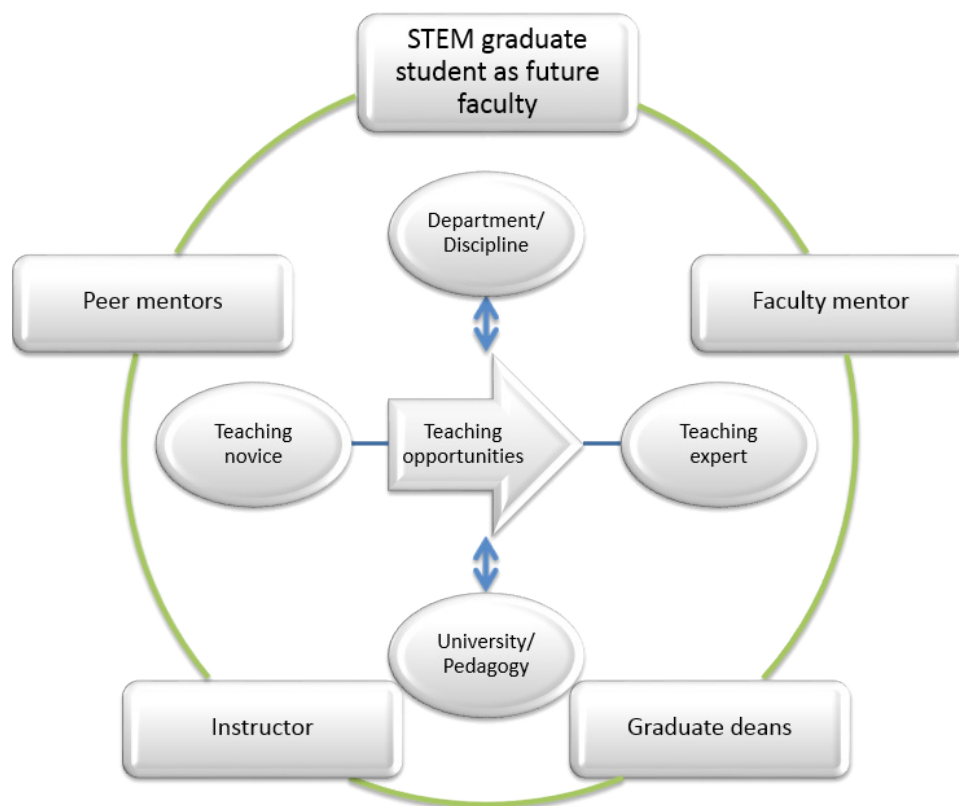 STEM graduate
student as future
faculty
Department/
Discipline
Peer mentors
Faculty mentor
Teaching
novice
Teaching
opportunities
Teaching
expert
University/
Pedagogy
Instructor
Graduate deans